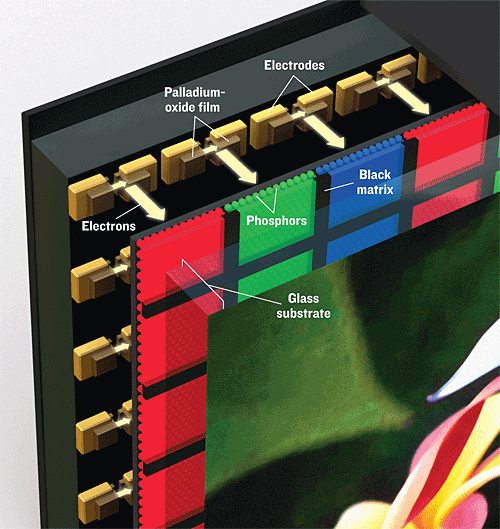 Electrodes
Palladium-
oxide film
Black
matrix
Electrons
Phosphors
Glass
substrate